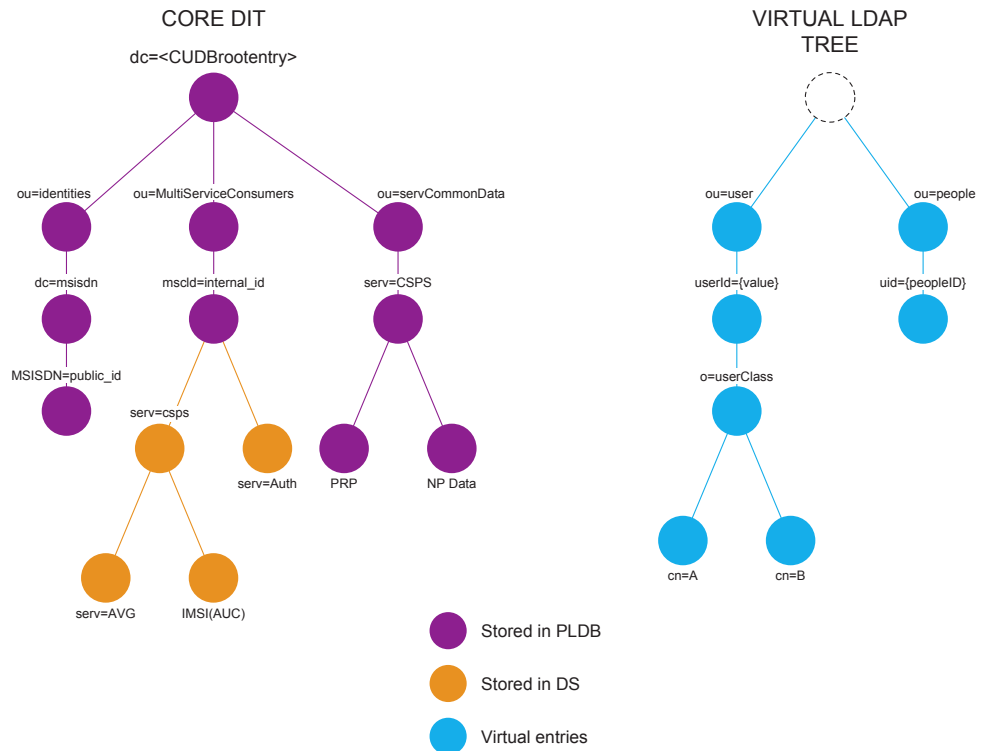 CORE DIT
dc=<CUDBrootentry>
ou=identities
ou=MultiServiceConsumers
ou=servCommonData
dc=msisdn
mscId=internal_id
serv=CSPS
MSISDN=public_id
serv=csps
serv=Auth
PRP
NP Data
serv=AVG
IMSI(AUC)
VIRTUAL LDAP
TREE
ou=user
ou=people
userId={value}
uid={peopleID}
o=userClass
cn=A
cn=B
Stored in PLDB
Stored in DS
Virtual entries